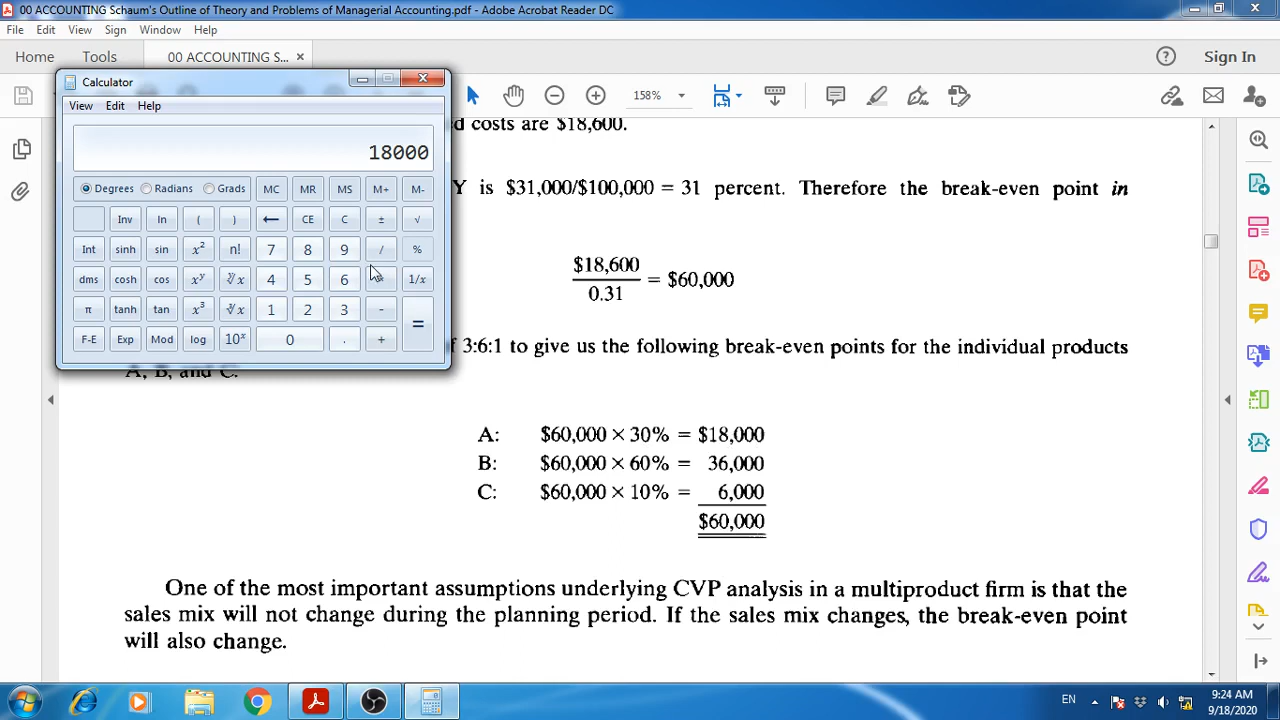 00 ACCOUNTING Schaum's Outline of Theory and Problems of Managerial Accounting.pdf - Adobe Acrobat Reader DC
File Edit View Sign Window Help
Home Tools 00 ACCOUNTING S... × Sign In
158%
Calculator
View Edit Help
18000
Degrees Radians Grads MC MR MS M+ M-
Inv ln ( ) ← CE C ± √
Int sinh sin x² n! 7 8 9 / %
dms cosh cos xʸ ʸ√x 4 5 6 1/x
π tanh tan x³ ³√x 1 2 3 - =
F-E Exp Mod log 10ˣ 0 . +
d costs are $18,600.
Y is $31,000/$100,000 = 31 percent. Therefore the break-even point in
$18,600
0.31
= $60,000
f 3:6:1 to give us the following break-even points for the individual products
A, B, and C.
A: $60,000 × 30% = $18,000
B: $60,000 × 60% = 36,000
C: $60,000 × 10% = 6,000
$60,000
One of the most important assumptions underlying CVP analysis in a multiproduct firm is that the
sales mix will not change during the planning period. If the sales mix changes, the break-even point
will also change.
EN
9:24 AM
9/18/2020